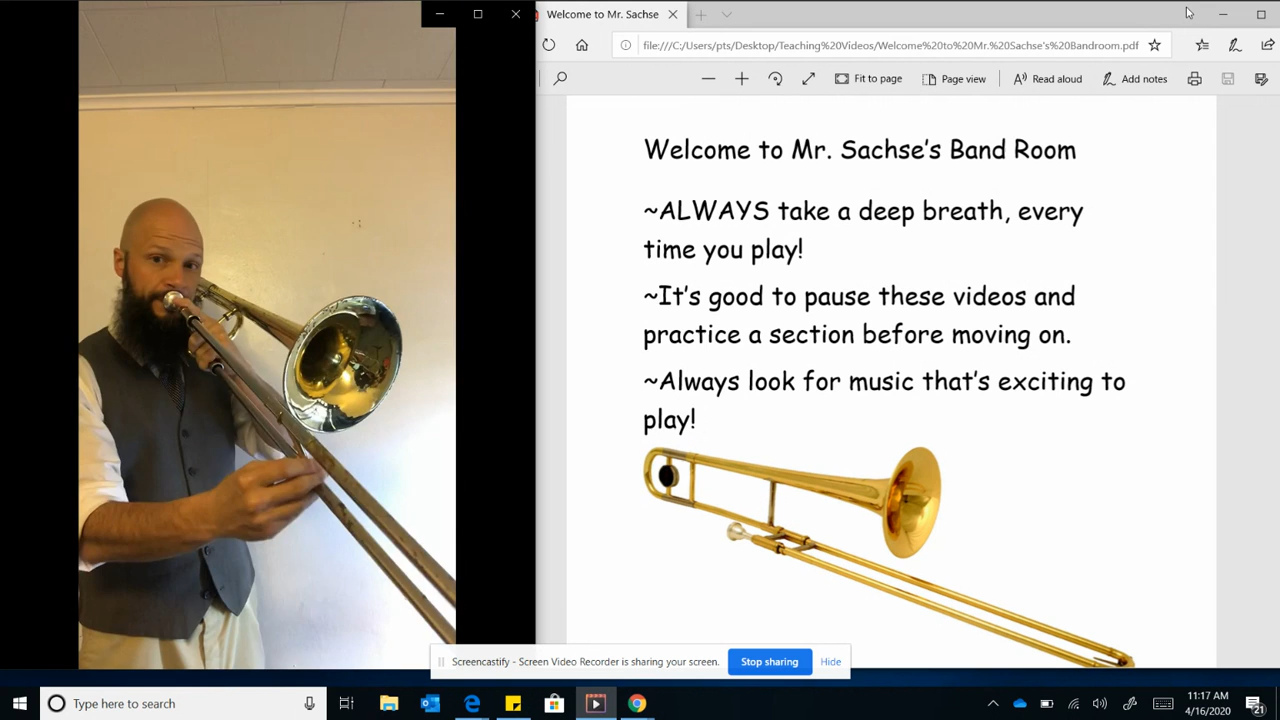 Welcome to Mr. Sachse
file:///C:/Users/pts/Desktop/Teaching%20Videos/Welcome%20to%20Mr.%20Sachse's%20Bandroom.pdf
Fit to page
Page view
Read aloud
Add notes
Welcome to Mr. Sachse's Band Room
~ALWAYS take a deep breath, every
time you play!
~It's good to pause these videos and
practice a section before moving on.
~Always look for music that's exciting to
play!
Screencastify - Screen Video Recorder is sharing your screen.
Stop sharing
Hide
Type here to search
11:17 AM
4/16/2020
21